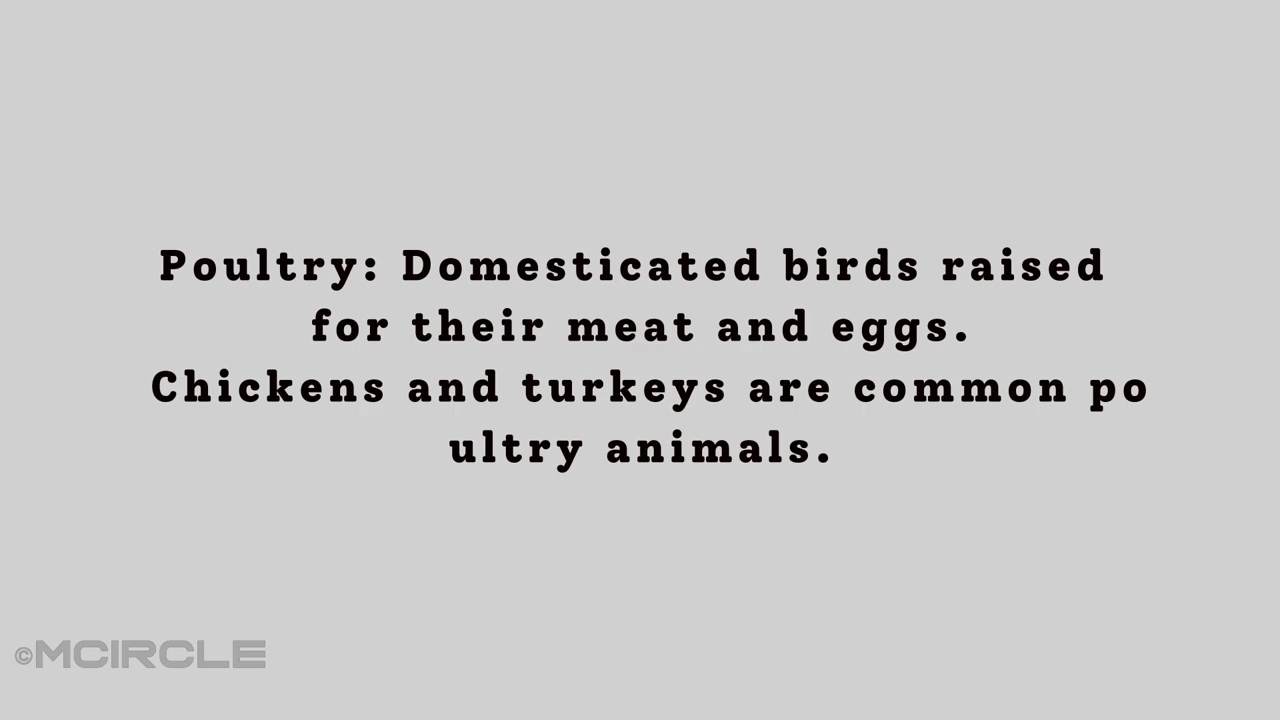 Poultry: Domesticated birds raised
for their meat and eggs.
Chickens and turkeys are common po
ultry animals.
©MCIRCLE